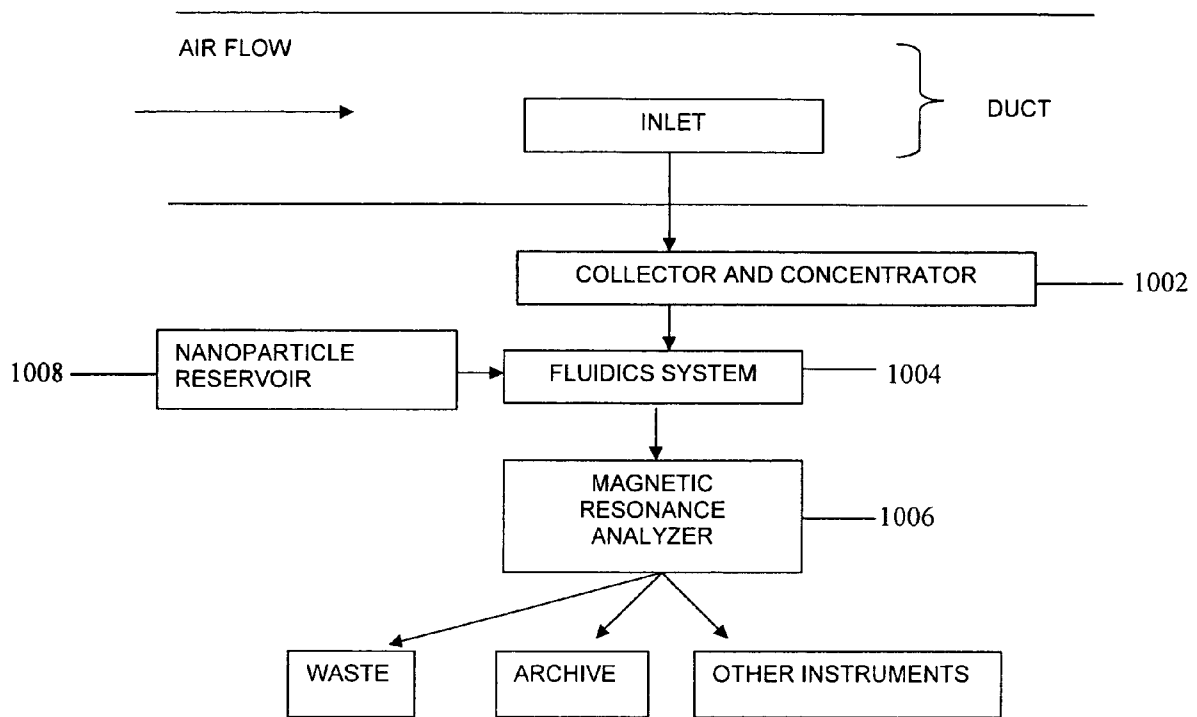 AIR FLOW
DUCT
INLET
COLLECTOR AND CONCENTRATOR
1002
NANOPARTICLE
RESERVOIR
1008
FLUIDICS SYSTEM
1004
MAGNETIC
RESONANCE
ANALYZER
1006
WASTE
ARCHIVE
OTHER INSTRUMENTS